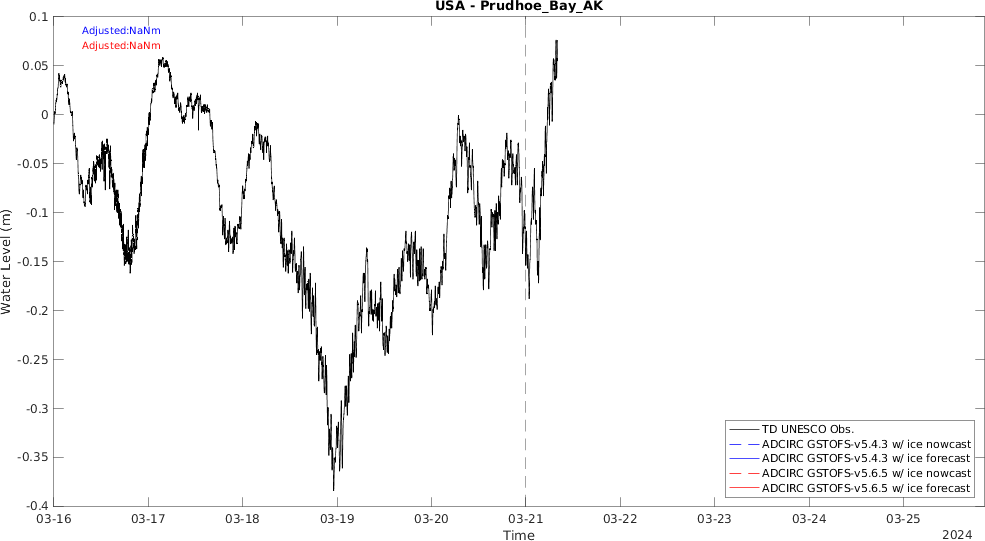 USA - Prudhoe_Bay_AK
Adjusted:NaNm
Adjusted:NaNm
Water Level (m)
0.1
0.05
0
-0.05
-0.1
-0.15
-0.2
-0.25
-0.3
-0.35
-0.4
TD UNESCO Obs.
ADCIRC GSTOFS-v5.4.3 w/ ice nowcast
ADCIRC GSTOFS-v5.4.3 w/ ice forecast
ADCIRC GSTOFS-v5.6.5 w/ ice nowcast
ADCIRC GSTOFS-v5.6.5 w/ ice forecast
03-16 03-17 03-18 03-19 03-20 03-21 03-22 03-23 03-24 03-25
Time
2024